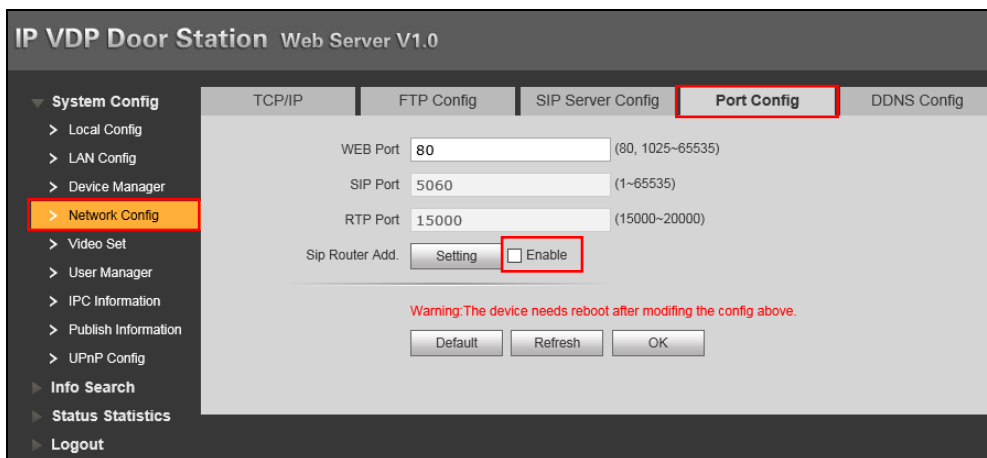 IP VDP Door Station Web Server V1.0
System Config
Local Config
LAN Config
Device Manager
Network Config
Video Set
User Manager
IPC Information
Publish Information
UPnP Config
Info Search
Status Statistics
Logout
TCP/IP FTP Config SIP Server Config Port Config DDNS Config
WEB Port 80 (80, 1025~65535)
SIP Port 5060 (1~65535)
RTP Port 15000 (15000~20000)
Sip Router Add. Setting Enable
Warning:The device needs reboot after modifing the config above.
Default Refresh OK